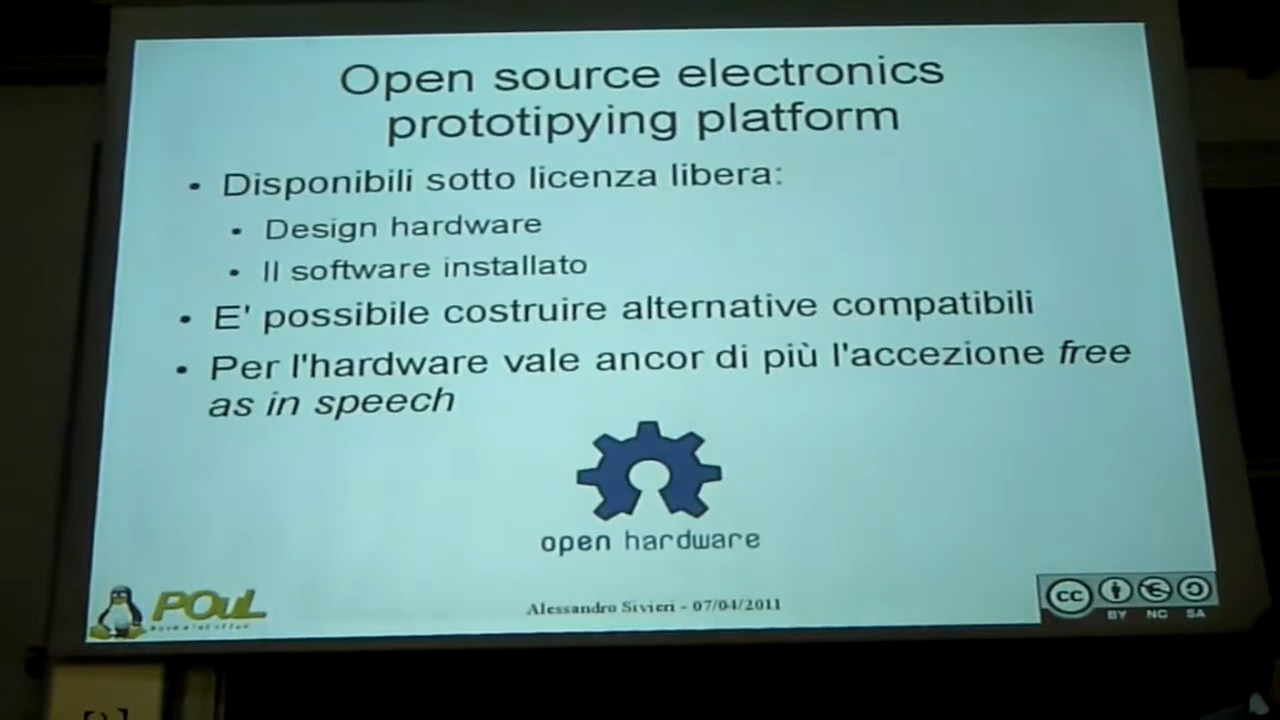 Open source electronics
prototipying platform
• Disponibili sotto licenza libera:
• Design hardware
• Il software installato
• E' possibile costruire alternative compatibili
• Per l'hardware vale ancor di più l'accezione free
as in speech
open hardware
POuL
Alessandro Sivieri - 07/04/2011
cc
BY NC SA